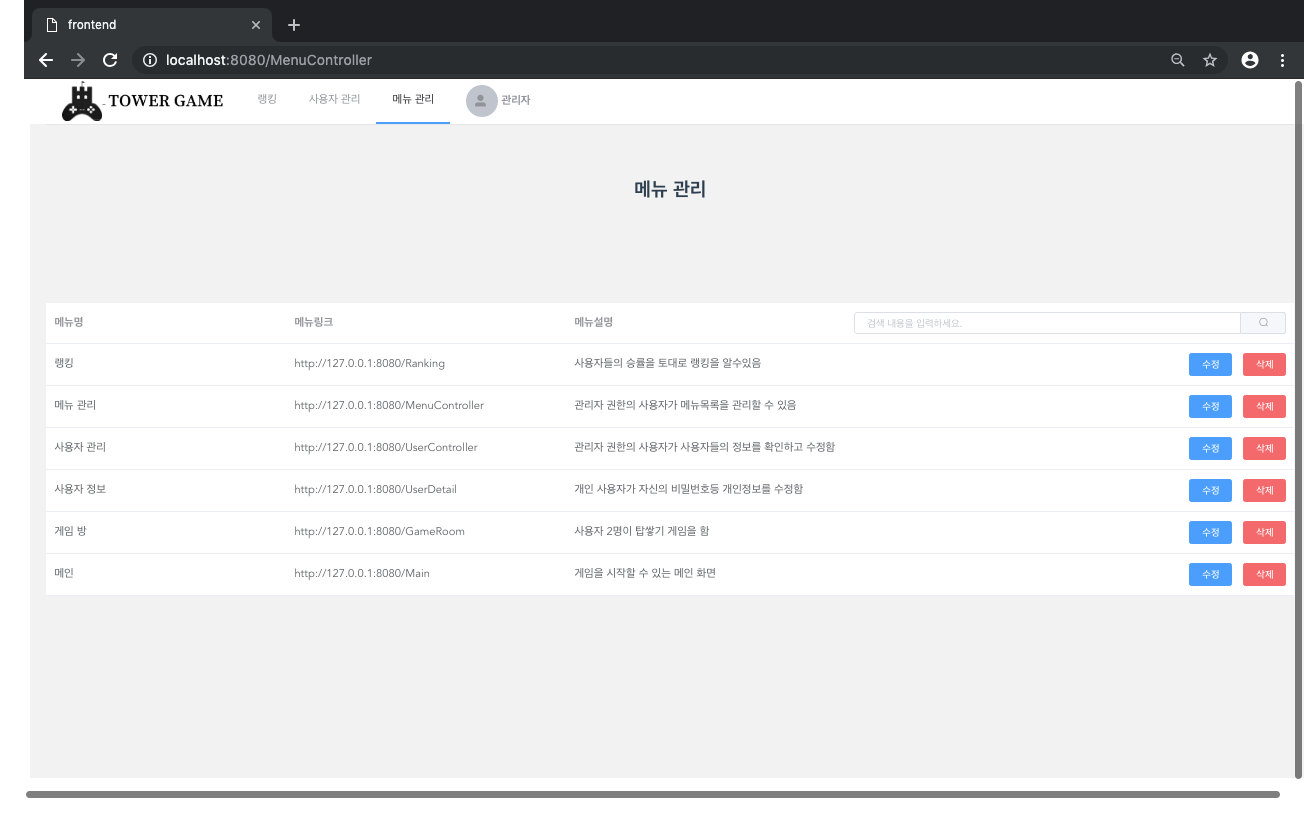 frontend
localhost:8080/MenuController
TOWER GAME 랭킹 사용자 관리 메뉴 관리 관리자
메뉴 관리
메뉴명 메뉴링크 메뉴설명 검색 내용을 입력하세요.
랭킹 http://127.0.0.1:8080/Ranking 사용자들의 승률을 토대로 랭킹을 알수있음 수정 삭제
메뉴 관리 http://127.0.0.1:8080/MenuController 관리자 권한의 사용자가 메뉴목록을 관리할 수 있음 수정 삭제
사용자 관리 http://127.0.0.1:8080/UserController 관리자 권한의 사용자가 사용자들의 정보를 확인하고 수정함 수정 삭제
사용자 정보 http://127.0.0.1:8080/UserDetail 개인 사용자가 자신의 비밀번호등 개인정보를 수정함 수정 삭제
게임 방 http://127.0.0.1:8080/GameRoom 사용자 2명이 탑쌓기 게임을 함 수정 삭제
메인 http://127.0.0.1:8080/Main 게임을 시작할 수 있는 메인 화면 수정 삭제